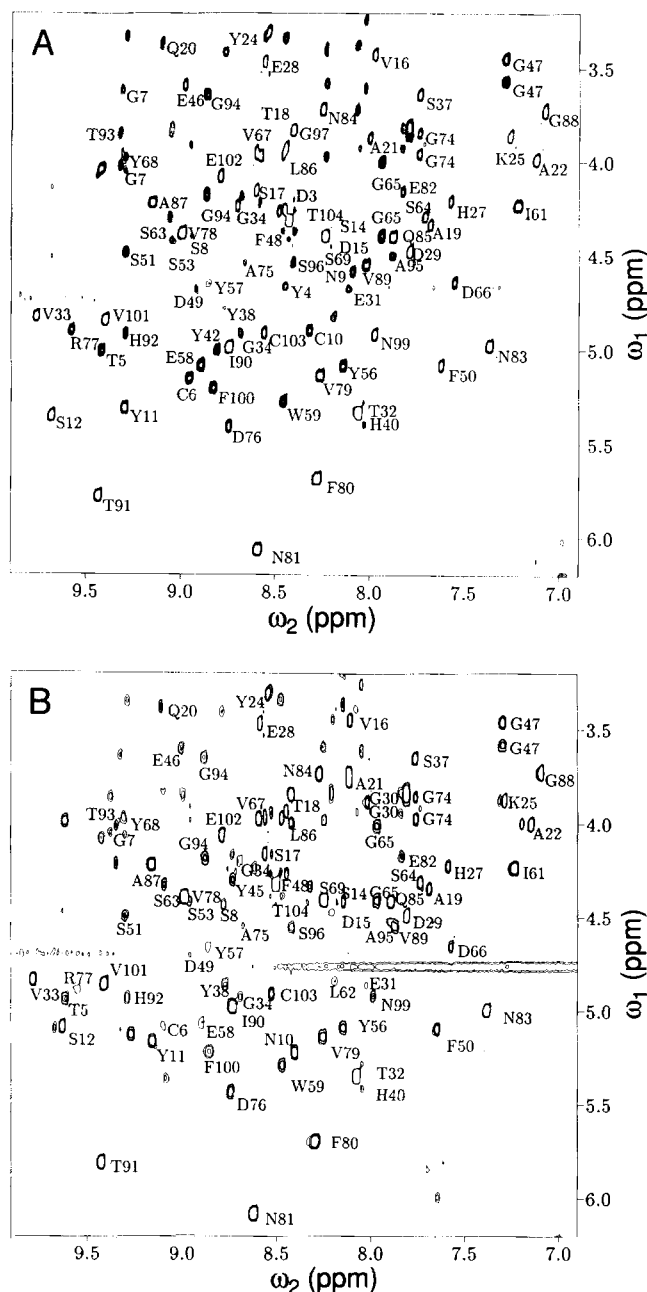 A
Y24
Q20
V16
E28
G47
3.5
G7
E46
G94
S37
G47
T18
N84
G88
T93
V67
G97
G74
A21
Y68
L86
G74
K25
4.0
G7
E102
A22
S17
D3
G65
E82
A87
G94
G34
T104
S64
H27
I61
S63
V78
F48
S14
G65
A19
S8
S69
Q85
S51
S53
S96
D15
D29
4.5
A75
N9
V89
A95
D49
Y57
Y4
E31
D66
V33
V101
Y38
R77
H92
Y42
G34
C103
C10
N99
T5
E58
I90
Y56
N83
5.0
C6
F100
V79
F50
S12
Y11
W59
T32
H40
D76
5.5
T91
F80
N81
6.0
9.5 9.0 8.5 8.0 7.5 7.0
ω2 (ppm)
ω1 (ppm)
B
Y24
Q20
V16
E28
G47
3.5
E46
G47
G94
S37
N84
A21
G88
T93
V67
T18
G30
G74
K25
Y68
G30
G74
4.0
G7
E102
L86
G65
A22
G94
S17
E82
G34
H27
I61
A87
Y45
F48
S69
S64
S63
V78
S14
G65
A19
S53
S8
T104
Q85
S51
S96
D15
D29
4.5
A75
A95
V89
Y57
D66
D49
V101
R77
L62
E31
V33
H92
Y38
C103
N99
T5
G34
5.0
S12
C6
E58
I90
Y56
N83
Y11
N10
V79
F50
F100
W59
T32
H40
D76
5.5
T91
F80
N81
6.0
9.5 9.0 8.5 8.0 7.5 7.0
ω2 (ppm)
ω1 (ppm)